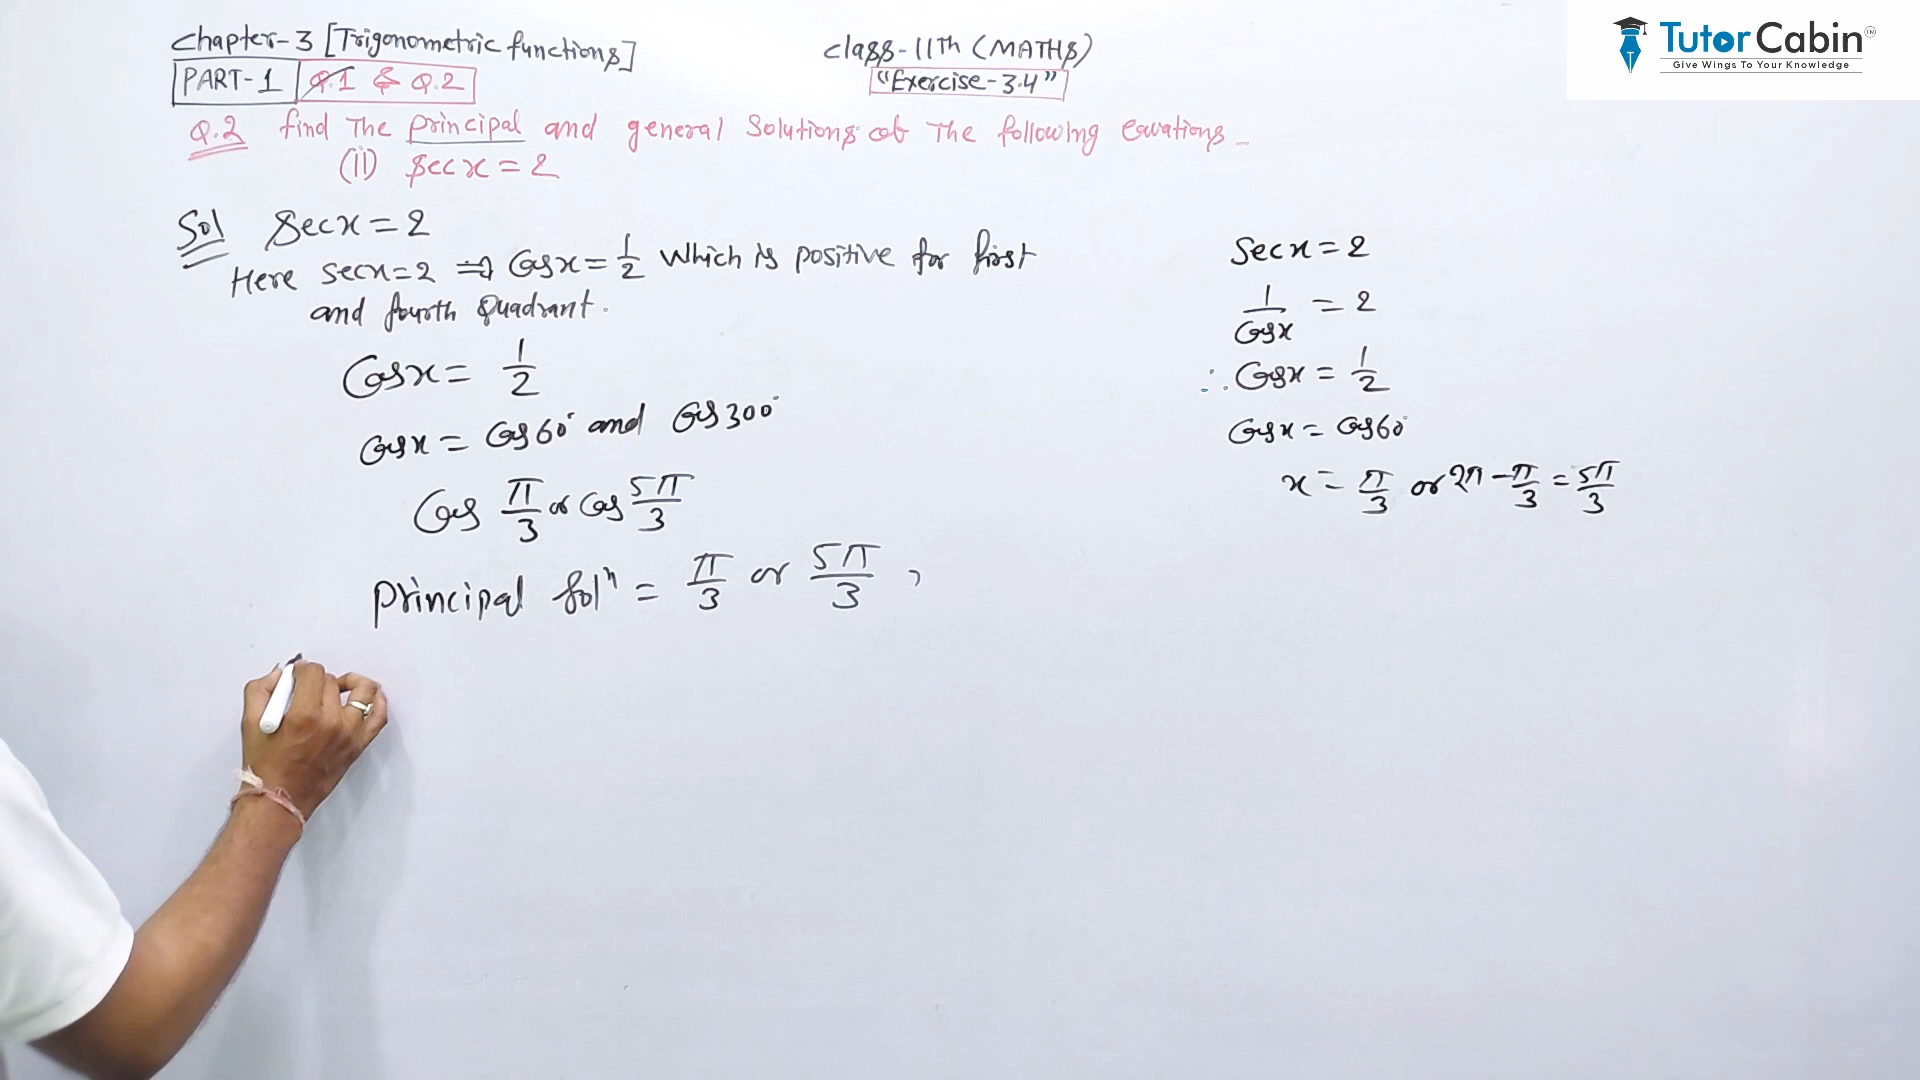 Chapter-3 [Trigonometric functions]
Class-11th (MATHS)
PART-1 Q.1 & Q.2
"Exercise-3.4"
TutorCabin TM
Give Wings To Your Knowledge
Q.2 find The principal and general Solutions of The following equations-
(ii) secx = 2
Sol Secx = 2
Here secx=2 ⇒ Cosx = 1/2 which is positive for first
and fourth Quadrant.
Cosx = 1/2
Cosx = Cos60° and Cos300°
Cos π/3 or Cos 5π/3
principal Solⁿ = π/3 or 5π/3 ,
Secx = 2
1/Cosx = 2
∴ Cosx = 1/2
Cosx = Cos60°
x = π/3 or 2π - π/3 = 5π/3